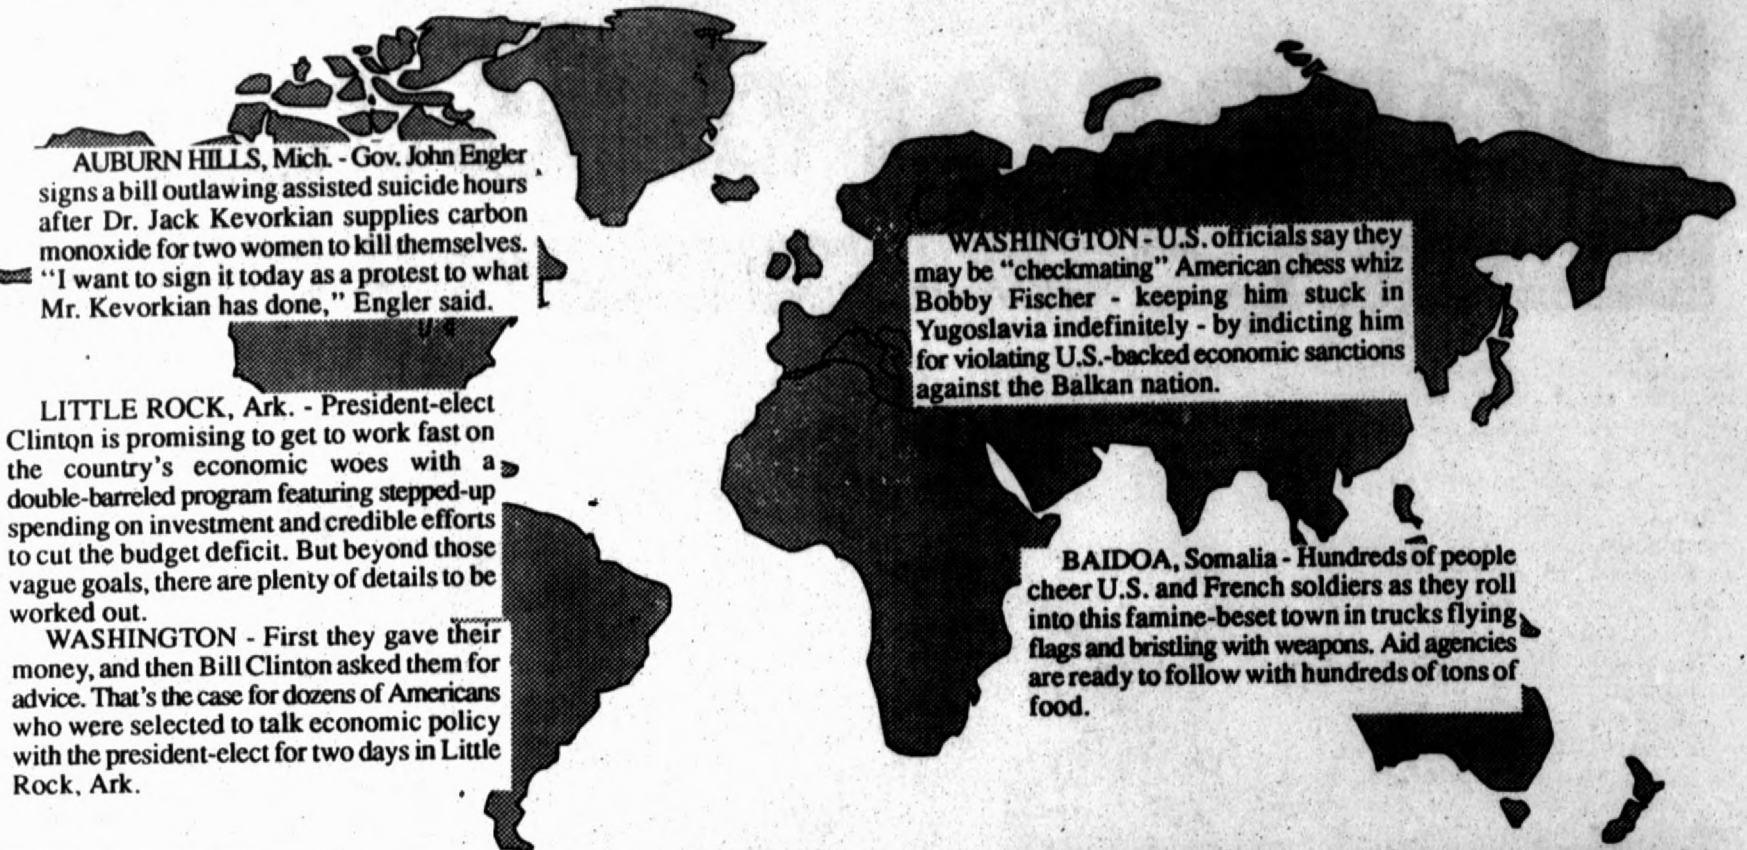 AUBURN HILLS, Mich. - Gov. John Engler
signs a bill outlawing assisted suicide hours
after Dr. Jack Kevorkian supplies carbon
monoxide for two women to kill themselves.
“I want to sign it today as a protest to what
Mr. Kevorkian has done,” Engler said.
LITTLE ROCK, Ark. - President-elect
Clinton is promising to get to work fast on
the country’s economic woes with a
double-barreled program featuring stepped-up
spending on investment and credible efforts
to cut the budget deficit. But beyond those
vague goals, there are plenty of details to be
worked out.
WASHINGTON - First they gave their
money, and then Bill Clinton asked them for
advice. That’s the case for dozens of Americans
who were selected to talk economic policy
with the president-elect for two days in Little
Rock, Ark.
WASHINGTON - U.S. officials say they
may be “checkmating” American chess whiz
Bobby Fischer - keeping him stuck in
Yugoslavia indefinitely - by indicting him
for violating U.S.-backed economic sanctions
against the Balkan nation.
BAIDOA, Somalia - Hundreds of people
cheer U.S. and French soldiers as they roll
into this famine-beset town in trucks flying
flags and bristling with weapons. Aid agencies
are ready to follow with hundreds of tons of
food.